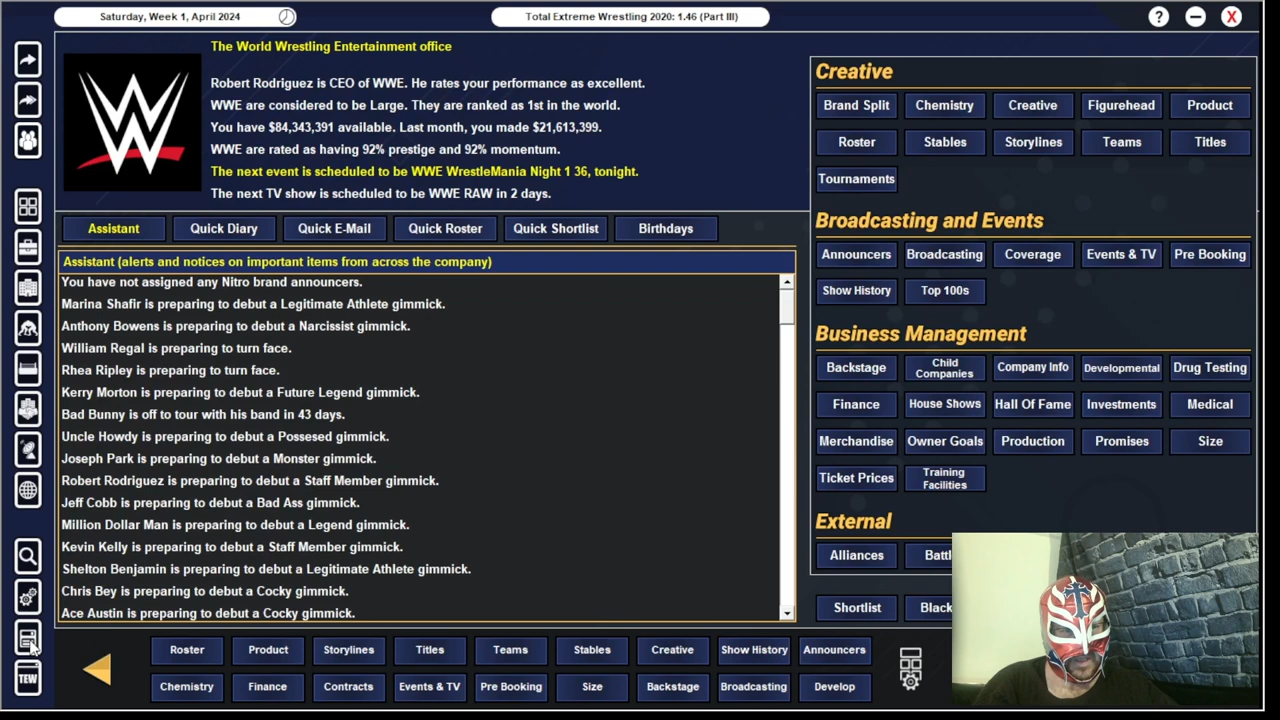 Saturday, Week 1, April 2024
Total Extreme Wrestling 2020: 1.46 (Part III)
?
X
The World Wrestling Entertainment office
Robert Rodriguez is CEO of WWE. He rates your performance as excellent.
WWE are considered to be Large. They are ranked as 1st in the world.
You have $84,343,391 available. Last month, you made $21,613,399.
WWE are rated as having 92% prestige and 92% momentum.
The next event is scheduled to be WWE WrestleMania Night 1 36, tonight.
The next TV show is scheduled to be WWE RAW in 2 days.
Assistant Quick Diary Quick E-Mail Quick Roster Quick Shortlist Birthdays
Assistant (alerts and notices on important items from across the company)
You have not assigned any Nitro brand announcers.
Marina Shafir is preparing to debut a Legitimate Athlete gimmick.
Anthony Bowens is preparing to debut a Narcissist gimmick.
William Regal is preparing to turn face.
Rhea Ripley is preparing to turn face.
Kerry Morton is preparing to debut a Future Legend gimmick.
Bad Bunny is off to tour with his band in 43 days.
Uncle Howdy is preparing to debut a Possesed gimmick.
Joseph Park is preparing to debut a Monster gimmick.
Robert Rodriguez is preparing to debut a Staff Member gimmick.
Jeff Cobb is preparing to debut a Bad Ass gimmick.
Million Dollar Man is preparing to debut a Legend gimmick.
Kevin Kelly is preparing to debut a Staff Member gimmick.
Shelton Benjamin is preparing to debut a Legitimate Athlete gimmick.
Chris Bey is preparing to debut a Cocky gimmick.
Ace Austin is preparing to debut a Cocky gimmick.
Creative
Brand Split Chemistry Creative Figurehead Product
Roster Stables Storylines Teams Titles
Tournaments
Broadcasting and Events
Announcers Broadcasting Coverage Events & TV Pre Booking
Show History Top 100s
Business Management
Backstage Child Companies Company Info Developmental Drug Testing
Finance House Shows Hall Of Fame Investments Medical
Merchandise Owner Goals Production Promises Size
Ticket Prices Training Facilities
External
Alliances Battl
Shortlist Black
TEW
Roster Product Storylines Titles Teams Stables Creative Show History Announcers
Chemistry Finance Contracts Events & TV Pre Booking Size Backstage Broadcasting Develop